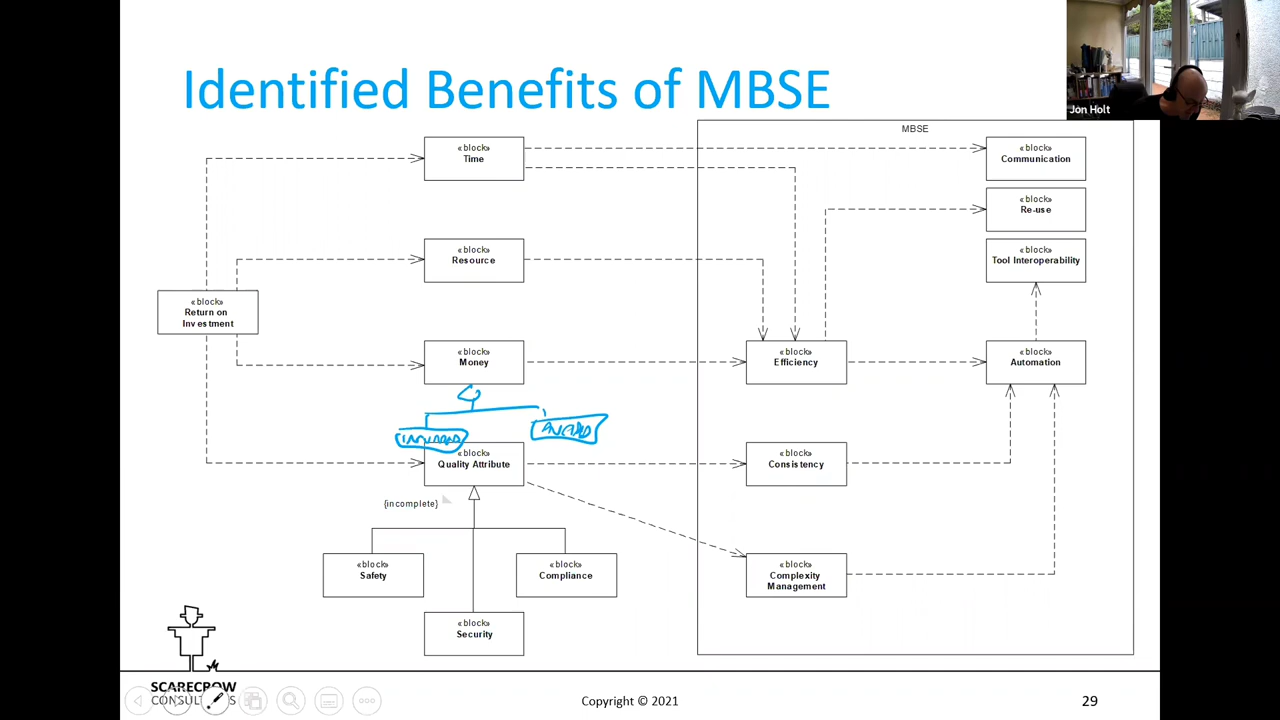 Identified Benefits of MBSE
Jon Holt
MBSE
«block»
Time
«block»
Communication
«block»
Re-use
«block»
Resource
«block»
Tool Interoperability
«block»
Return on
Investment
«block»
Money
«block»
Efficiency
«block»
Automation
«block»
Quality Attribute
«block»
Consistency
{incomplete}
«block»
Safety
«block»
Compliance
«block»
Complexity
Management
«block»
Security
SCARECROW
Copyright © 2021
29